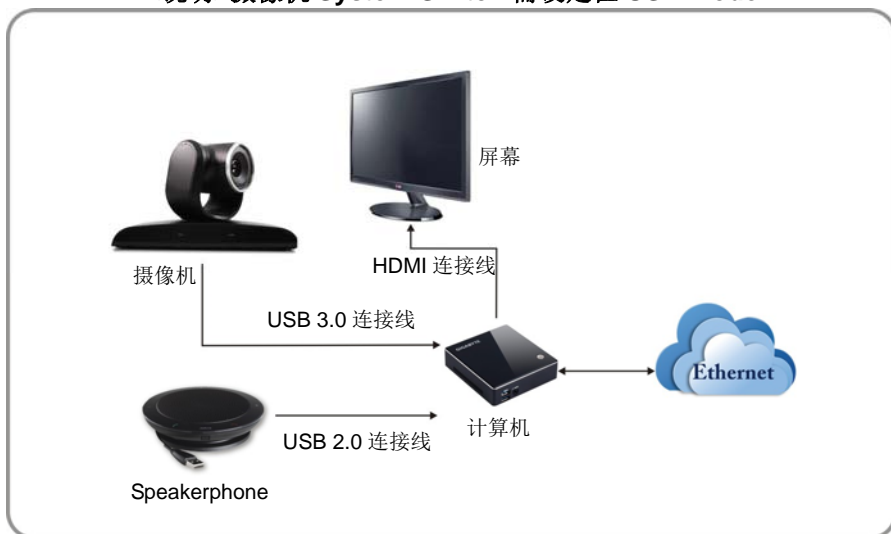 屏幕
HDMI 连接线
摄像机
USB 3.0 连接线
Ethernet
计算机
USB 2.0 连接线
Speakerphone